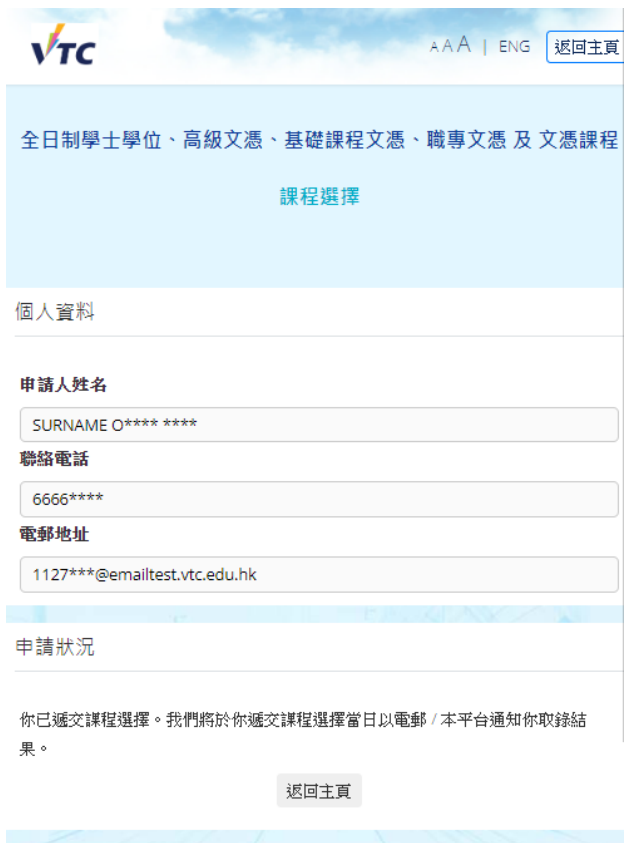 VTC
A A A | ENG 返回主頁
全日制學士學位、高級文憑、基礎課程文憑、職專文憑 及 文憑課程
課程選擇
個人資料
申請人姓名
SURNAME O**** ****
聯絡電話
6666****
電郵地址
1127***@emailtest.vtc.edu.hk
申請狀況
你已遞交課程選擇。我們將於你遞交課程選擇當日以電郵 / 本平台通知你取錄結
果。
返回主頁